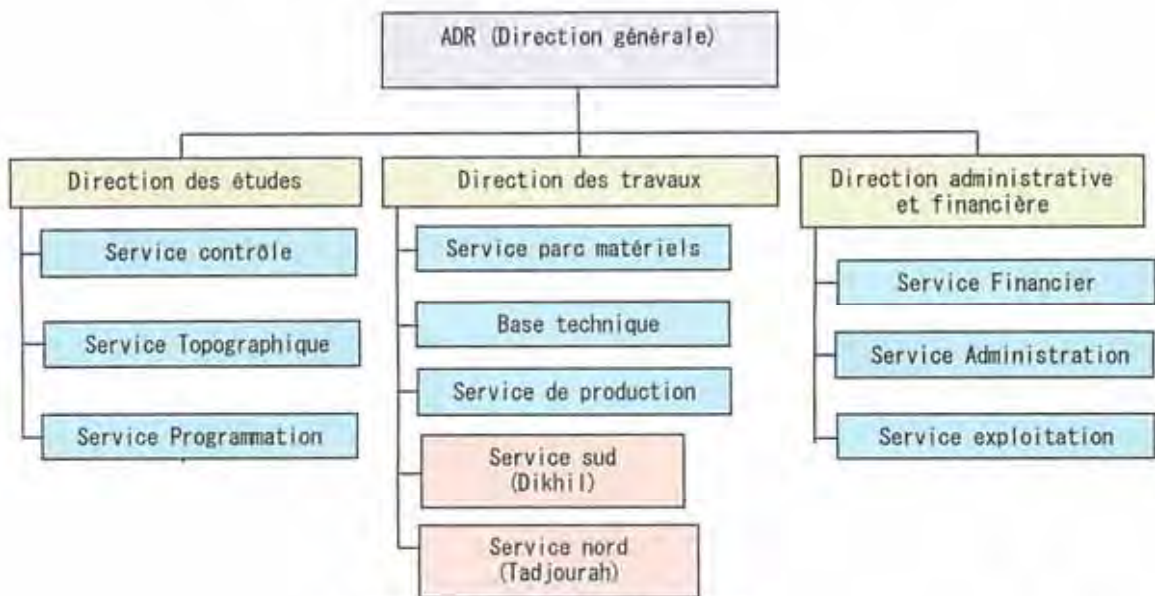 ADR (Direction générale)
Direction des études
Service contrôle
Service Topographique
Service Programmation
Direction des travaux
Service parc matériels
Base technique
Service de production
Service sud
(Dikhil)
Service nord
(Tadjourah)
Direction administrative
et financière
Service Financier
Service Administration
Service exploitation